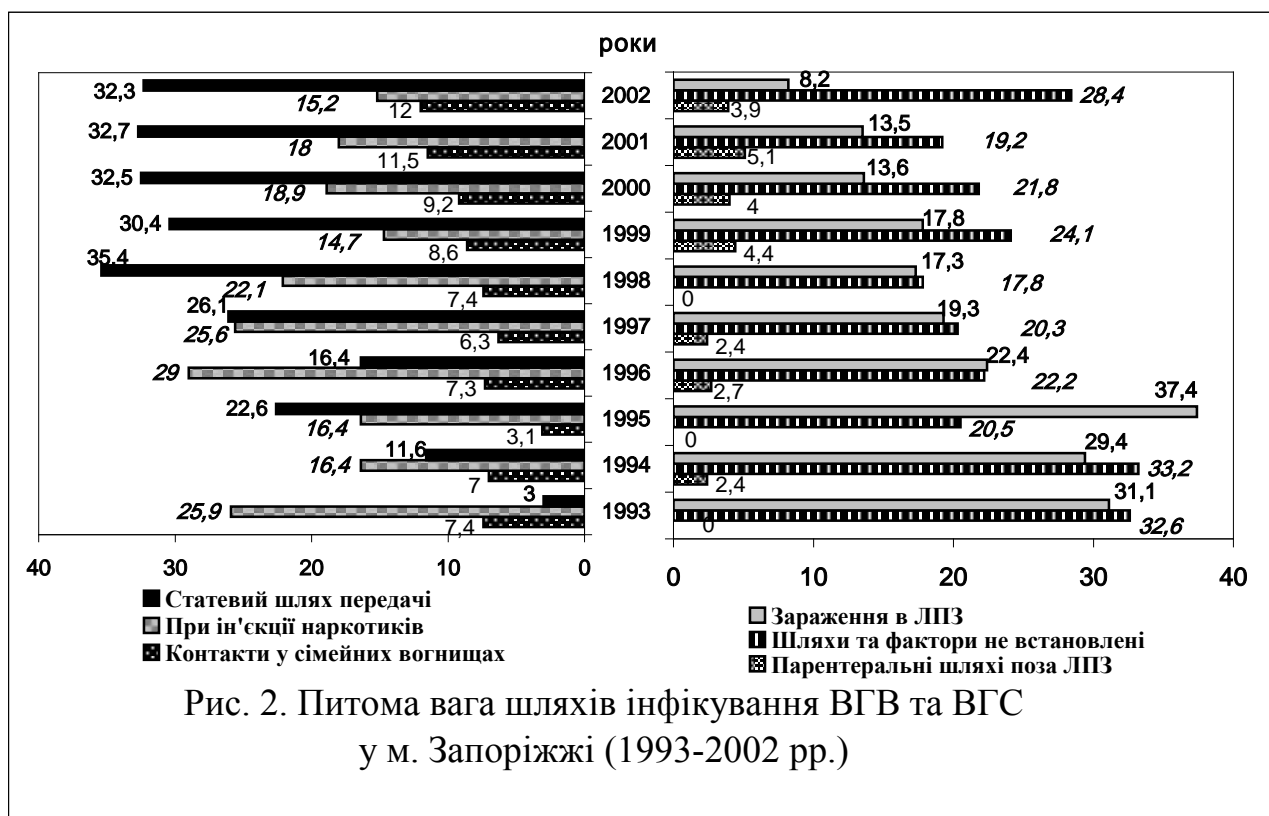 роки
32,3 15,2 12 2002 8,2 28,4 3,9
32,7 18 11,5 2001 13,5 19,2 5,1
32,5 18,9 9,2 2000 13,6 21,8 4
30,4 14,7 8,6 1999 17,8 24,1 4,4
35,4 22,1 7,4 1998 17,3 17,8 0
26,1 25,6 6,3 1997 19,3 20,3 2,4
16,4 29 7,3 1996 22,4 22,2 2,7
22,6 16,4 3,1 1995 37,4 20,5 0
11,6 16,4 7 1994 29,4 33,2 2,4
3 25,9 7,4 1993 31,1 32,6 0
40 30 20 10 0 0 10 20 30 40
Статевий шлях передачі
При ін'єкції наркотиків
Контакти у сімейних вогнищах
Зараження в ЛПЗ
Шляхи та фактори не встановлені
Парентеральні шляхі поза ЛПЗ
Рис. 2. Питома вага шляхів інфікування ВГВ та ВГС
у м. Запоріжжі (1993-2002 рр.)